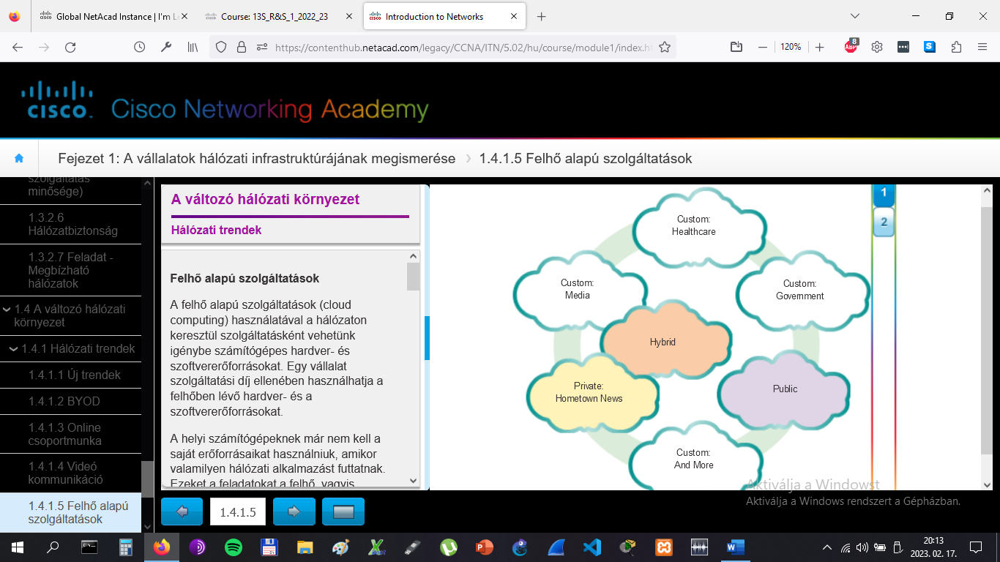 Global NetAcad Instance | I'm Le
Course: 13S_R&S_1_2022_23
Introduction to Networks
https://contenthub.netacad.com/legacy/CCNA/ITN/5.02/hu/course/module1/index.ht
120%
ABP
8
S
CISCO
Cisco Networking Academy
Fejezet 1: A vállalatok hálózati infrastruktúrájának megismerése
1.4.1.5 Felhő alapú szolgáltatások
szolgáltatás
minősége)
1.3.2.6
Hálózatbiztonság
1.3.2.7 Feladat -
Megbízható
hálózatok
1.4 A változó hálózati
környezet
1.4.1 Hálózati trendek
1.4.1.1 Új trendek
1.4.1.2 BYOD
1.4.1.3 Online
csoportmunka
1.4.1.4 Videó
kommunikáció
1.4.1.5 Felhő alapú
szolgáltatások
A változó hálózati környezet
Hálózati trendek
Felhő alapú szolgáltatások
A felhő alapú szolgáltatások (cloud
computing) használatával a hálózaton
keresztül szolgáltatásként vehetünk
igénybe számítógépes hardver- és
szoftvererőforrásokat. Egy vállalat
szolgáltatási díj ellenében használhatja a
felhőben lévő hardver- és a
szoftvererőforrásokat.
A helyi számítógépeknek már nem kell a
saját erőforrásaikat használniuk, amikor
valamilyen hálózati alkalmazást futtatnak.
Ezeket a feladatokat a felhő, vagyis
1.4.1.5
Custom:
Healthcare
Custom:
Media
Custom:
Government
Hybrid
Private:
Hometown News
Public
Custom:
And More
1
2
Aktiválja a Windowst
Aktiválja a Windows rendszert a Gépházban.
20:13
2023. 02. 17.